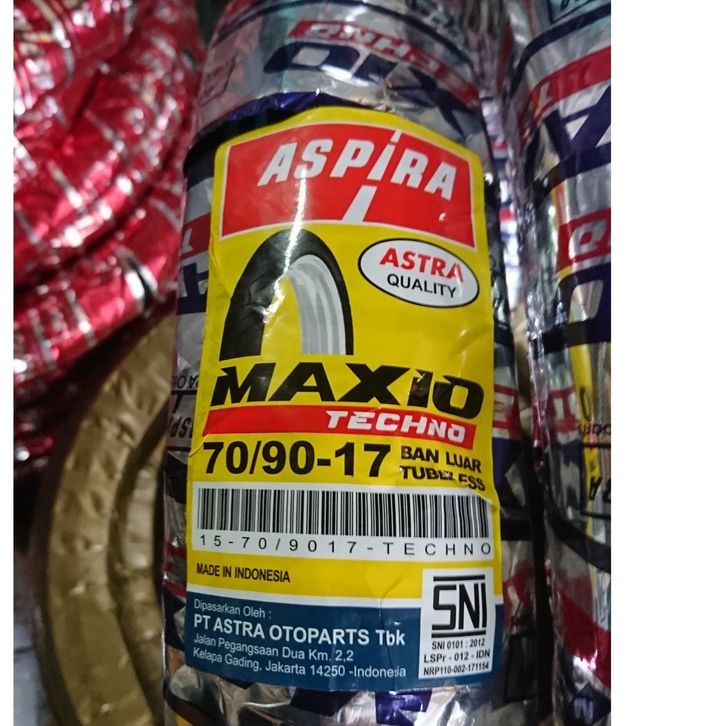 ASPIRA
ASTRA
QUALITY
MAXIO
TECHNO
70/90-17
BAN LUAR
TUBELESS
15-70/9017-TECHNO
MADE IN INDONESIA
Dipasarkan Oleh :
PT ASTRA OTOPARTS Tbk
Jalan Pegangsaan Dua Km. 2,2
Kelapa Gading, Jakarta 14250 -Indonesia
SNI
SNI 0101 : 2012
LSPr - 012 - IDN
NRP110-002-171154